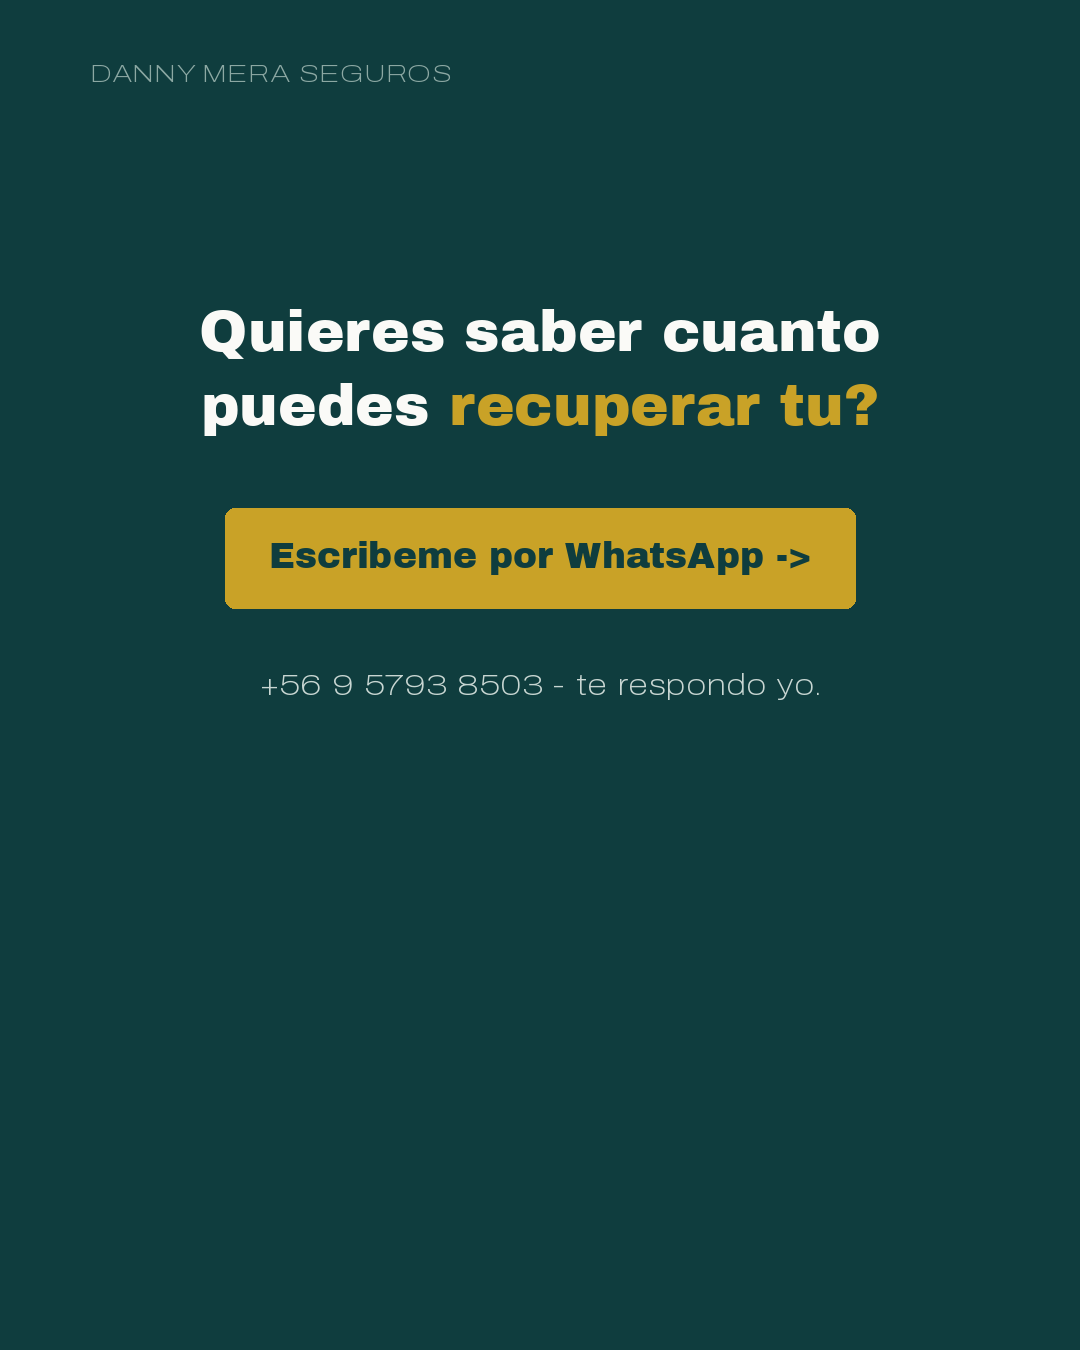 DANNY MERA SEGUROS
Quieres saber cuanto
puedes recuperar tu?
Escribeme por WhatsApp ->
+56 9 5793 8503 - te respondo yo.